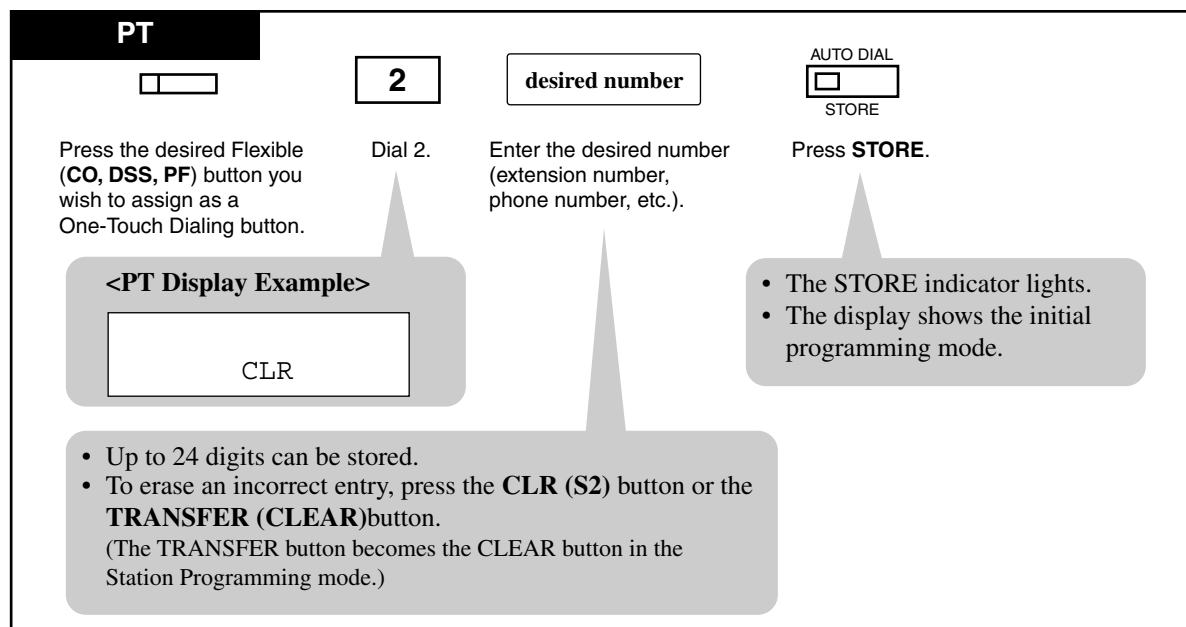 PT
2
desired number
AUTO DIAL
STORE
Press the desired Flexible
(CO, DSS, PF) button you
wish to assign as a
One-Touch Dialing button.
Dial 2.
Enter the desired number
(extension number,
phone number, etc.).
Press STORE.
<PT Display Example>
CLR
• The STORE indicator lights.
• The display shows the initial
programming mode.
• Up to 24 digits can be stored.
• To erase an incorrect entry, press the CLR (S2) button or the
TRANSFER (CLEAR)button.
(The TRANSFER button becomes the CLEAR button in the
Station Programming mode.)